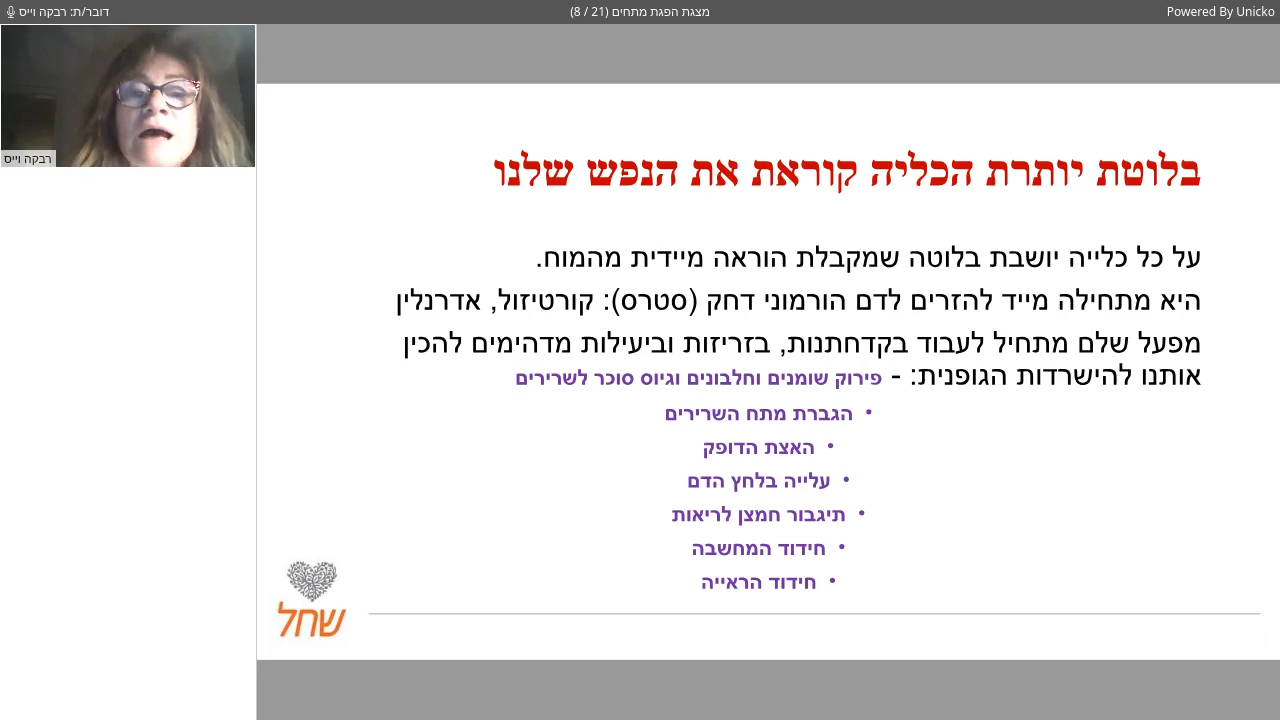 דובר/ת: רבקה וייס
מצגת הפגת מתחים (21 / 8)
Powered By Unicko
רבקה וייס
בלוטת יותרת הכליה קוראת את הנפש שלנו
על כל כלייה יושבת בלוטה שמקבלת הוראה מיידית מהמוח.
היא מתחילה מייד להזרים לדם הורמוני דחק (סטרס): קורטיזול, אדרנלין
מפעל שלם מתחיל לעבוד בקדחתנות, בזריזות וביעילות מדהימים להכין
אותנו להישרדות הגופנית: - פירוק שומנים וחלבונים וגיוס סוכר לשרירים
• הגברת מתח השרירים
• האצת הדופק
• עלייה בלחץ הדם
• תיגבור חמצן לריאות
• חידוד המחשבה
• חידוד הראייה
שחל